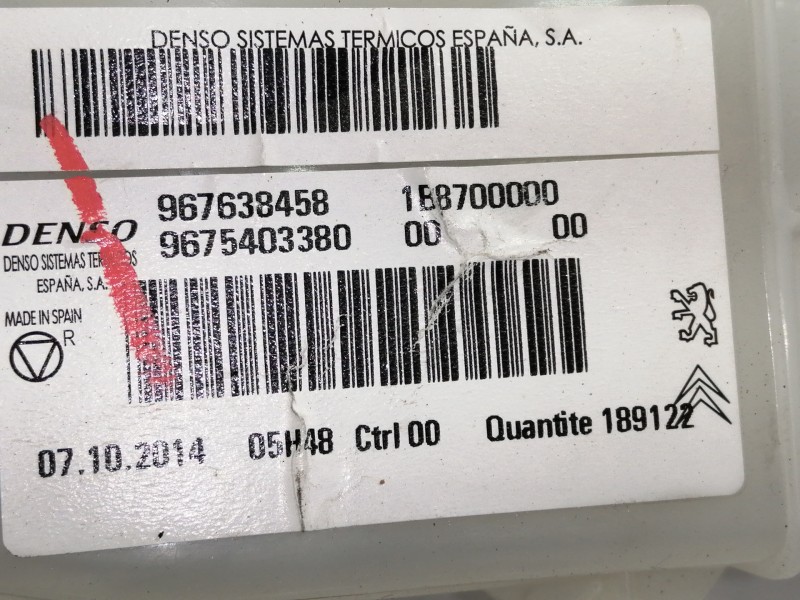 DENSO SISTEMAS TERMICOS ESPAÑA, S.A.
967638458 1B8700000
DENSO 9675403380 00 00
DENSO SISTEMAS TERMICOS
ESPAÑA, S.A.
MADE IN SPAIN
R
07.10.2014 05H48 Ctrl 00 Quantite 189122